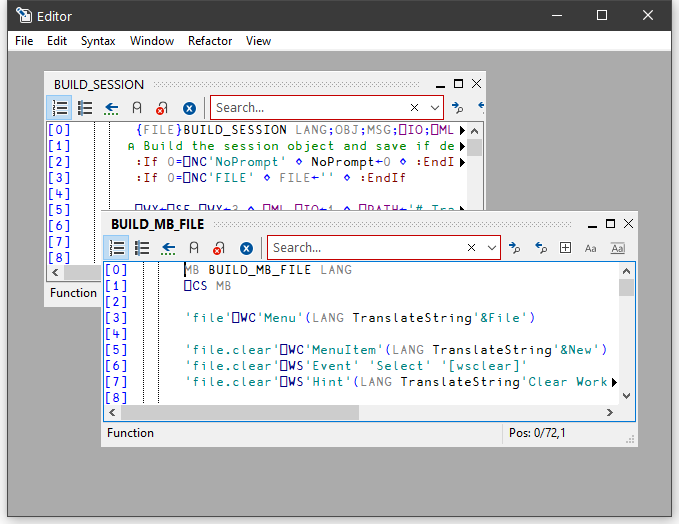 Editor
File Edit Syntax Window Refactor View
BUILD_SESSION
Search...
[0] {FILE}BUILD_SESSION LANG;OBJ;MSG;⎕IO;⎕ML
[1] ⍝ Build the session object and save if de
[2] :If 0=⎕NC'NoPrompt' ⋄ NoPrompt←0 ⋄ :EndI
[3] :If 0=⎕NC'FILE' ⋄ FILE←'' ⋄ :EndIf
[4]
[5]
[6]
[7]
[8]
Function
BUILD_MB_FILE
Search...
Aa Aa
[0] MB BUILD_MB_FILE LANG
[1] ⎕CS MB
[2]
[3] 'file'⎕WC'Menu'(LANG TranslateString'&File')
[4]
[5] 'file.clear'⎕WC'MenuItem'(LANG TranslateString'&New')
[6] 'file.clear'⎕WS'Event' 'Select' '[wsclear]'
[7] 'file.clear'⎕WS'Hint'(LANG TranslateString'Clear Work
[8]
Function Pos: 0/72,1